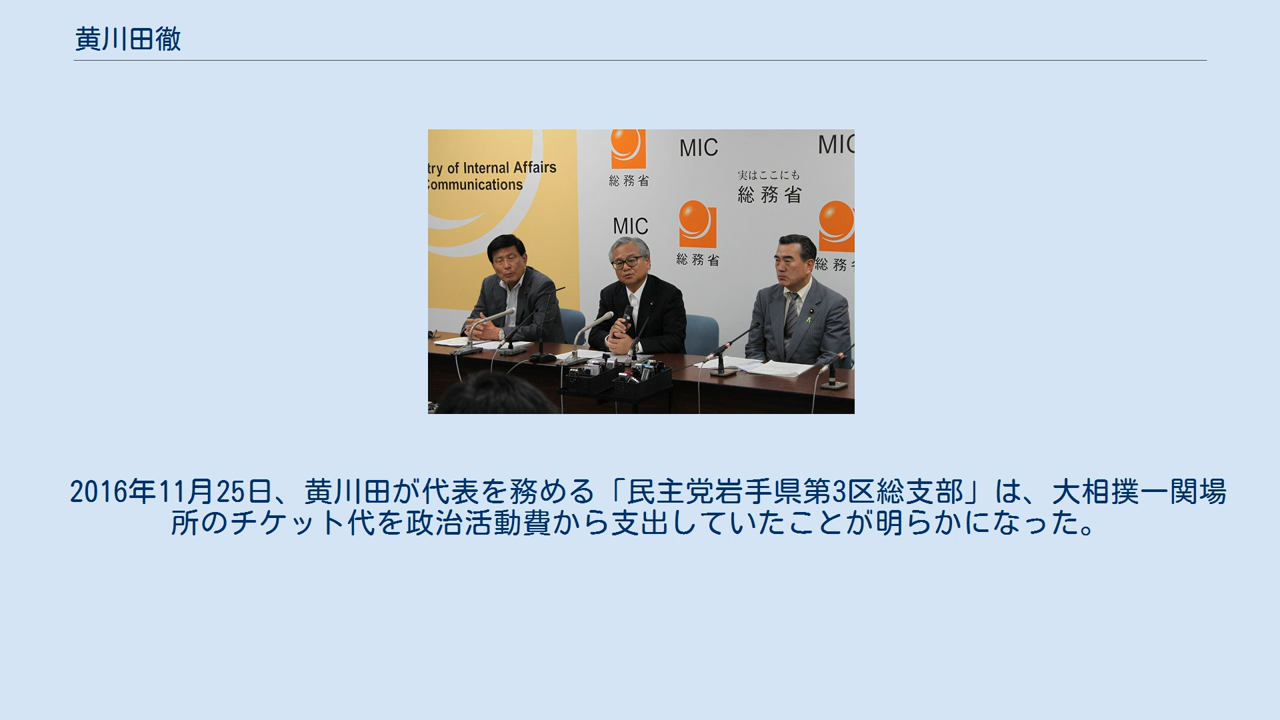 黄川田徹
try of Internal Affairs
Communications
MIC
総務省
MIC
実はここにも
総務省
MIC
総務省
総務
2016年11月25日、黄川田が代表を務める「民主党岩手県第3区総支部」は、大相撲一関場
所のチケット代を政治活動費から支出していたことが明らかになった。